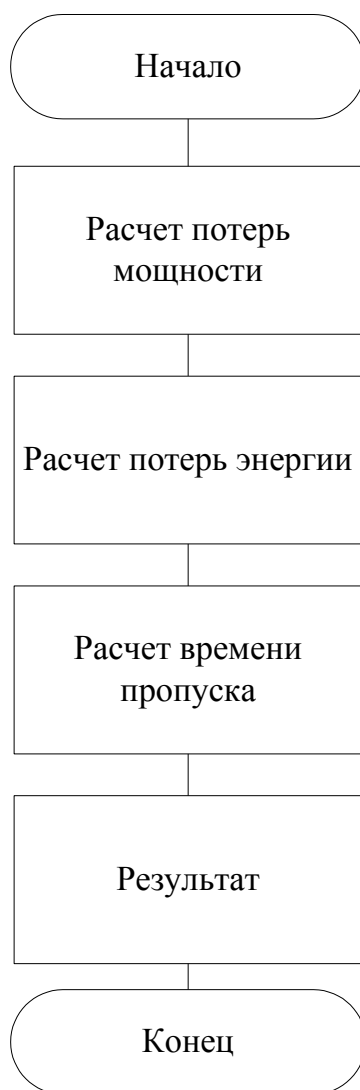 Начало
Расчет потерь
мощности
Расчет потерь энергии
Расчет времени
пропуска
Результат
Конец